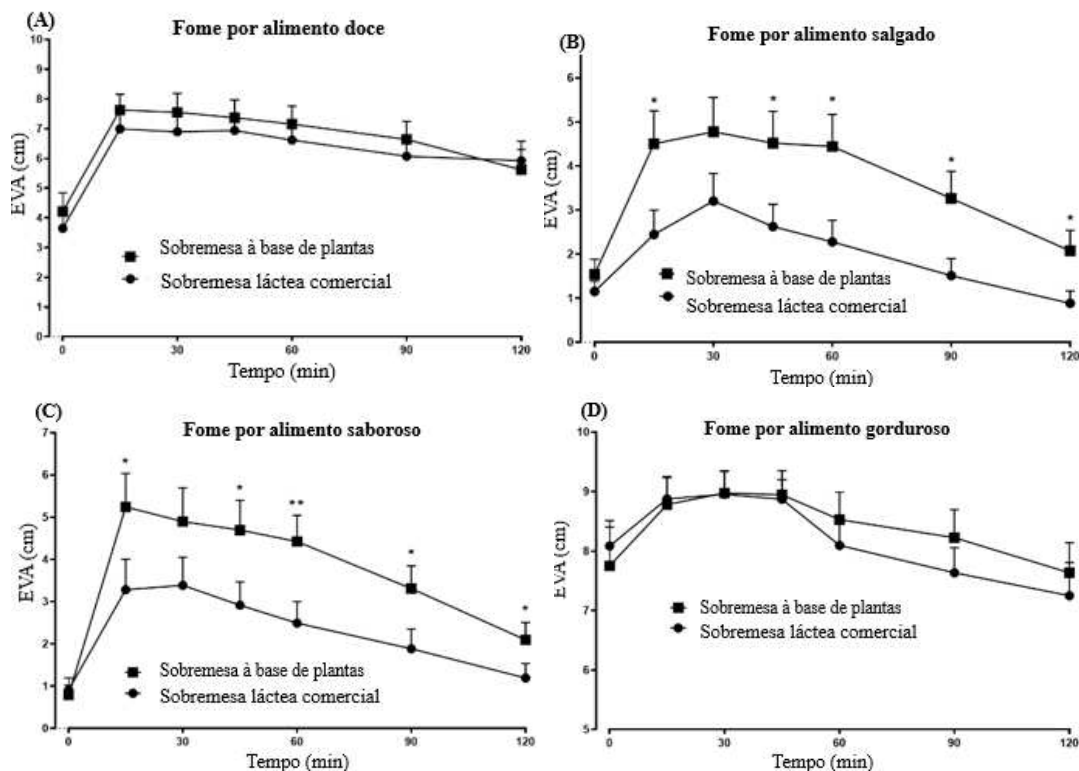 (A)
Fome por alimento doce
10
9
8
7
6
5
4
3
2
1
0
EVA (cm)
Sobremesa à base de plantas
Sobremesa láctea comercial
0 30 60 90 120
Tempo (min)
(B)
Fome por alimento salgado
6
5
4
3
2
1
0
EVA (cm)
* * * * *
Sobremesa à base de plantas
Sobremesa láctea comercial
0 30 60 90 120
Tempo (min)
(C)
Fome por alimento saboroso
7
6
5
4
3
2
1
0
EVA (cm)
* * ** * *
Sobremesa à base de plantas
Sobremesa láctea comercial
0 30 60 90 120
Tempo (min)
(D)
Fome por alimento gorduroso
10
9
8
7
5
EVA (cm)
Sobremesa à base de plantas
Sobremesa láctea comercial
0 30 60 90 120
Tempo (min)